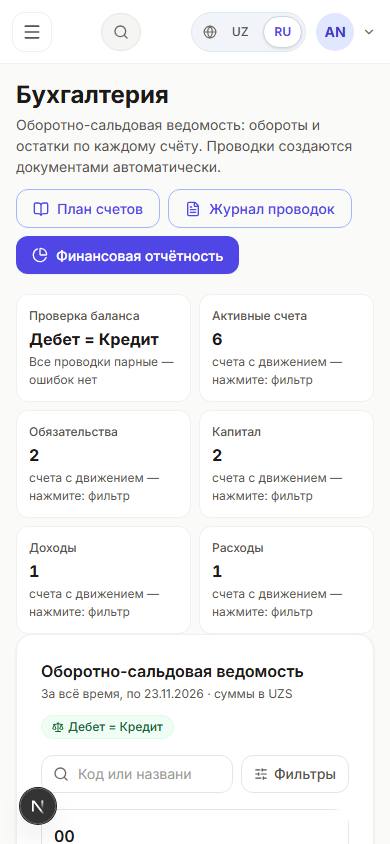 UZ RU AN
Бухгалтерия
Оборотно-сальдовая ведомость: обороты и
остатки по каждому счёту. Проводки создаются
документами автоматически.
План счетов Журнал проводок
Финансовая отчётность
Проверка баланса
Дебет = Кредит
Все проводки парные —
ошибок нет
Активные счета
6
счета с движением —
нажмите: фильтр
Обязательства
2
счета с движением —
нажмите: фильтр
Капитал
2
счета с движением —
нажмите: фильтр
Доходы
1
счета с движением —
нажмите: фильтр
Расходы
1
счета с движением —
нажмите: фильтр
Оборотно-сальдовая ведомость
За всё время, по 23.11.2026 · суммы в UZS
Дебет = Кредит
Код или названи Фильтры
N
00